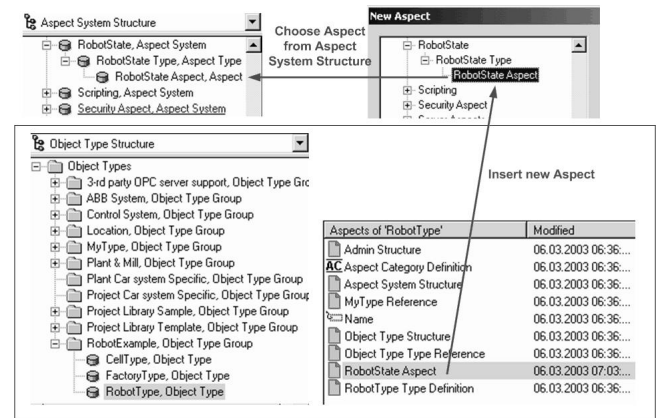 Aspect System Structure
RobotState, Aspect System
RobotState Type, Aspect Type
RobotState Aspect, Aspect
Scripting, Aspect System
Security Aspect, Aspect System
Choose Aspect
from Aspect
System Structure
New Aspect
RobotState
RobotState Type
RobotState Aspect
Scripting
Security Aspect
Object Type Structure
Object Types
3-rd party OPC server support, Object Type Gro
ABB System, Object Type Group
Control System, Object Type Group
Location, Object Type Group
MyType, Object Type Group
Plant & Mill, Object Type Group
Plant Car system Specific, Object Type Group
Project Car system Specific, Object Type Group
Project Library Sample, Object Type Group
Project Library Template, Object Type Group
RobotExample, Object Type Group
CellType, Object Type
FactoryType, Object Type
RobotType, Object Type
Insert new Aspect
Aspects of 'RobotType' Modified
Admin Structure 06.03.2003 06:36:...
AC Aspect Category Definition 06.03.2003 06:36:...
Aspect System Structure 06.03.2003 06:36:...
MyType Reference 06.03.2003 06:36:...
Name 06.03.2003 06:36:...
Object Type Structure 06.03.2003 06:36:...
Object Type Type Reference 06.03.2003 06:36:...
RobotState Aspect 06.03.2003 07:03:...
RobotType Type Definition 06.03.2003 06:36:...